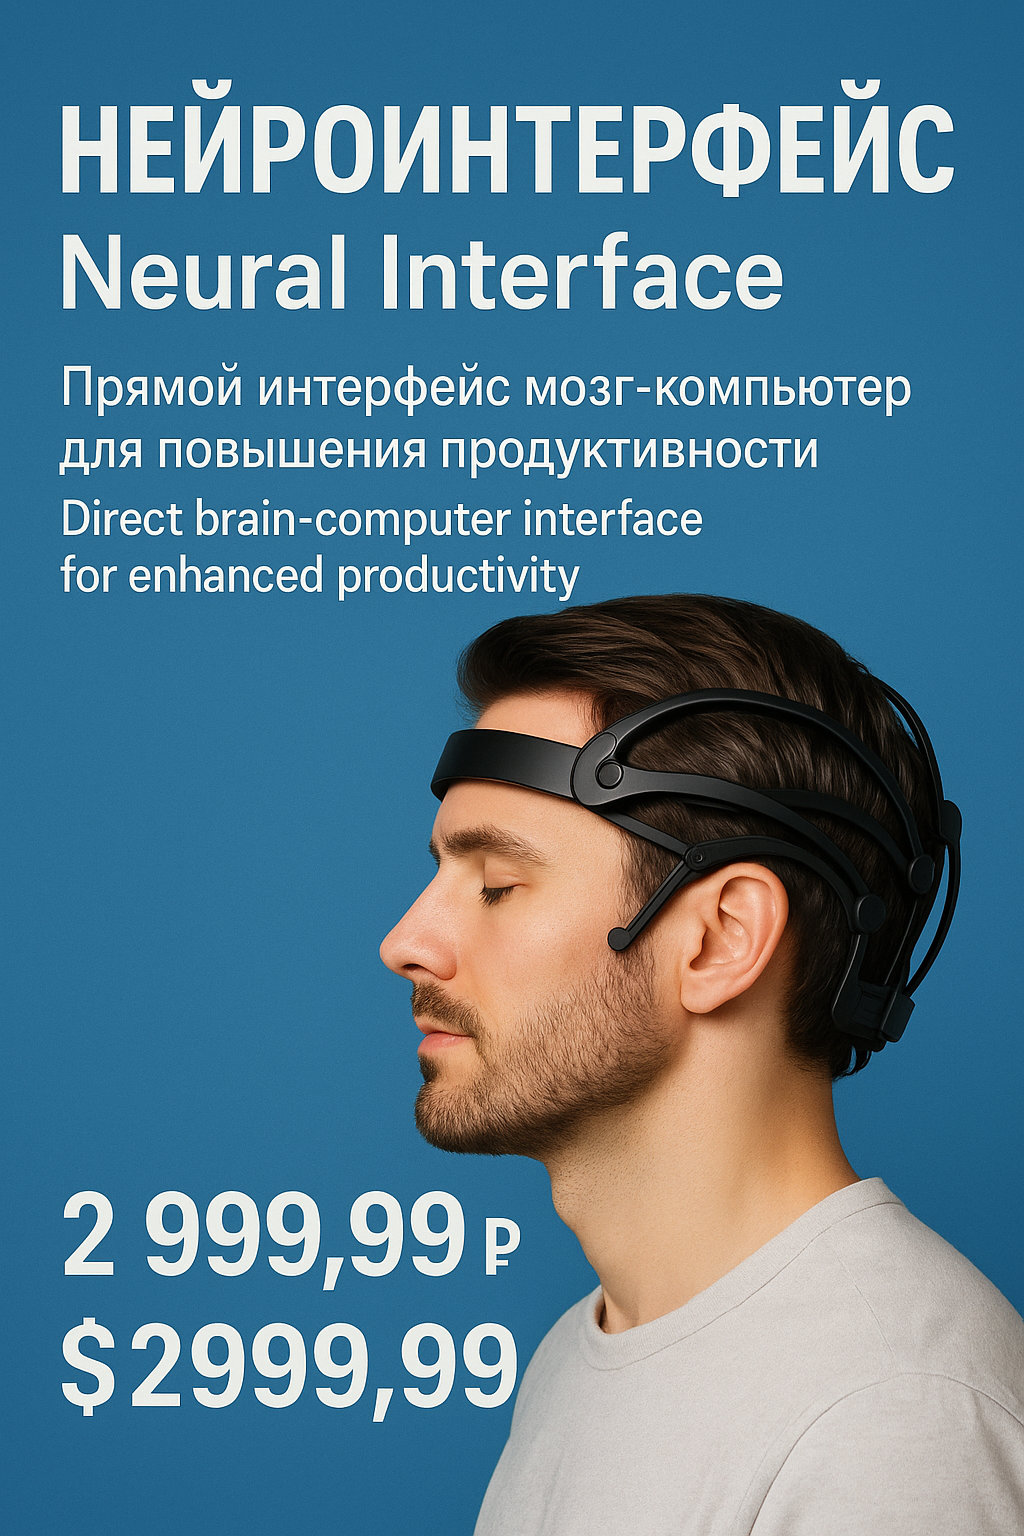 НЕЙРОИНТЕРФЕЙС
Neural Interface
Прямой интерфейс мозг-компьютер
для повышения продуктивности
Direct brain-computer interface
for enhanced productivity
2 999,99 ₽
$2999,99